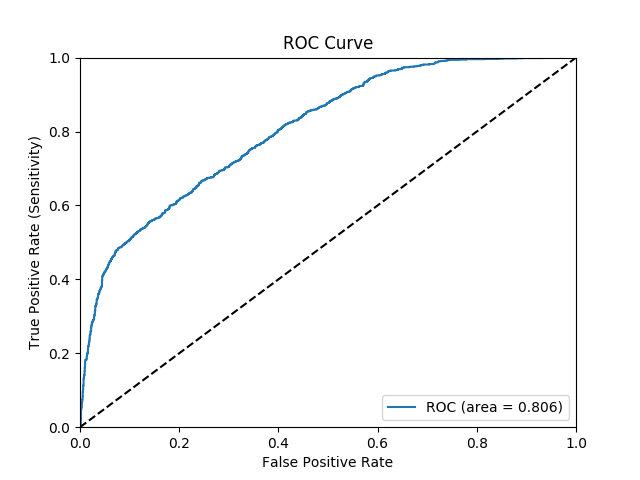 ROC Curve
1.0
0.8
0.6
0.4
0.2
0.0
True Positive Rate (Sensitivity)
ROC (area = 0.806)
0.0 0.2 0.4 0.6 0.8 1.0
False Positive Rate